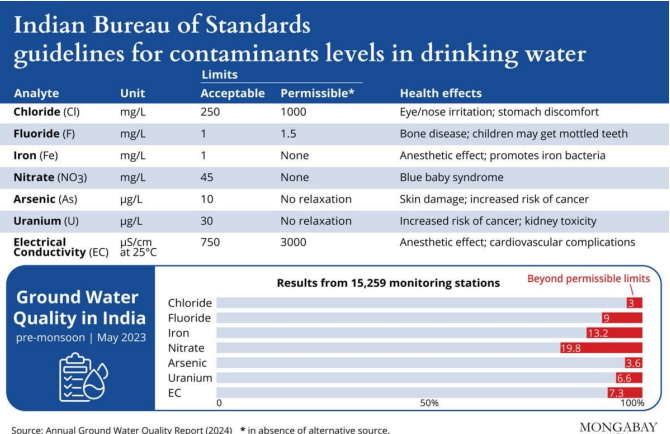 Indian Bureau of Standards
guidelines for contaminants levels in drinking water
Limits
Analyte Unit Acceptable Permissible* Health effects
Chloride (Cl) mg/L 250 1000 Eye/nose irritation; stomach discomfort
Fluoride (F) mg/L 1 1.5 Bone disease; children may get mottled teeth
Iron (Fe) mg/L 1 None Anesthetic effect; promotes iron bacteria
Nitrate (NO3) mg/L 45 None Blue baby syndrome
Arsenic (As) µg/L 10 No relaxation Skin damage; increased risk of cancer
Uranium (U) µg/L 30 No relaxation Increased risk of cancer; kidney toxicity
Electrical µS/cm 750 3000 Anesthetic effect; cardiovascular complications
Conductivity (EC) at 25°C
Ground Water
Quality in India
pre-monsoon | May 2023
Results from 15,259 monitoring stations Beyond permissible limits
Chloride 3
Fluoride 9
Iron 13.2
Nitrate 19.8
Arsenic 3.6
Uranium 6.6
EC 7.3
0 50% 100%
Source: Annual Ground Water Quality Report (2024) * in absence of alternative source.
MONGABAY